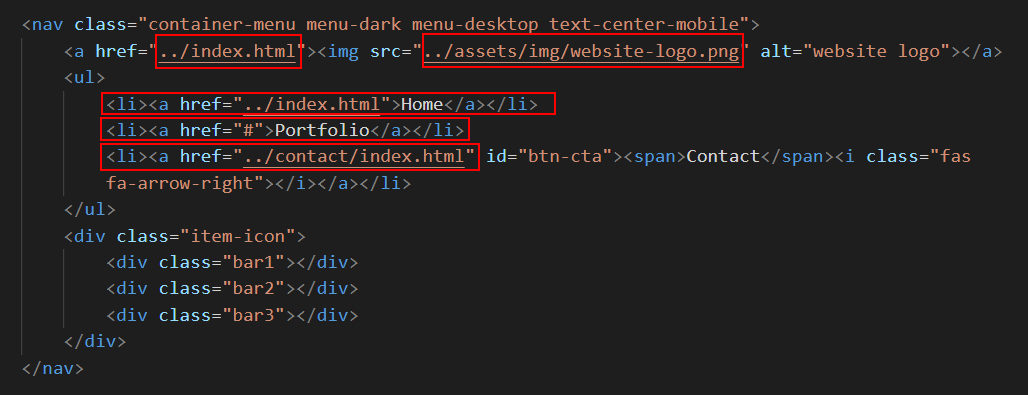 <nav class="container-menu menu-dark menu-desktop text-center-mobile">
<a href="../index.html"><img src="../assets/img/website-logo.png" alt="website logo"></a>
<ul>
<li><a href="../index.html">Home</a></li>
<li><a href="#">Portfolio</a></li>
<li><a href="../contact/index.html" id="btn-cta"><span>Contact</span><i class="fas
fa-arrow-right"></i></a></li>
</ul>
<div class="item-icon">
<div class="bar1"></div>
<div class="bar2"></div>
<div class="bar3"></div>
</div>
</nav>